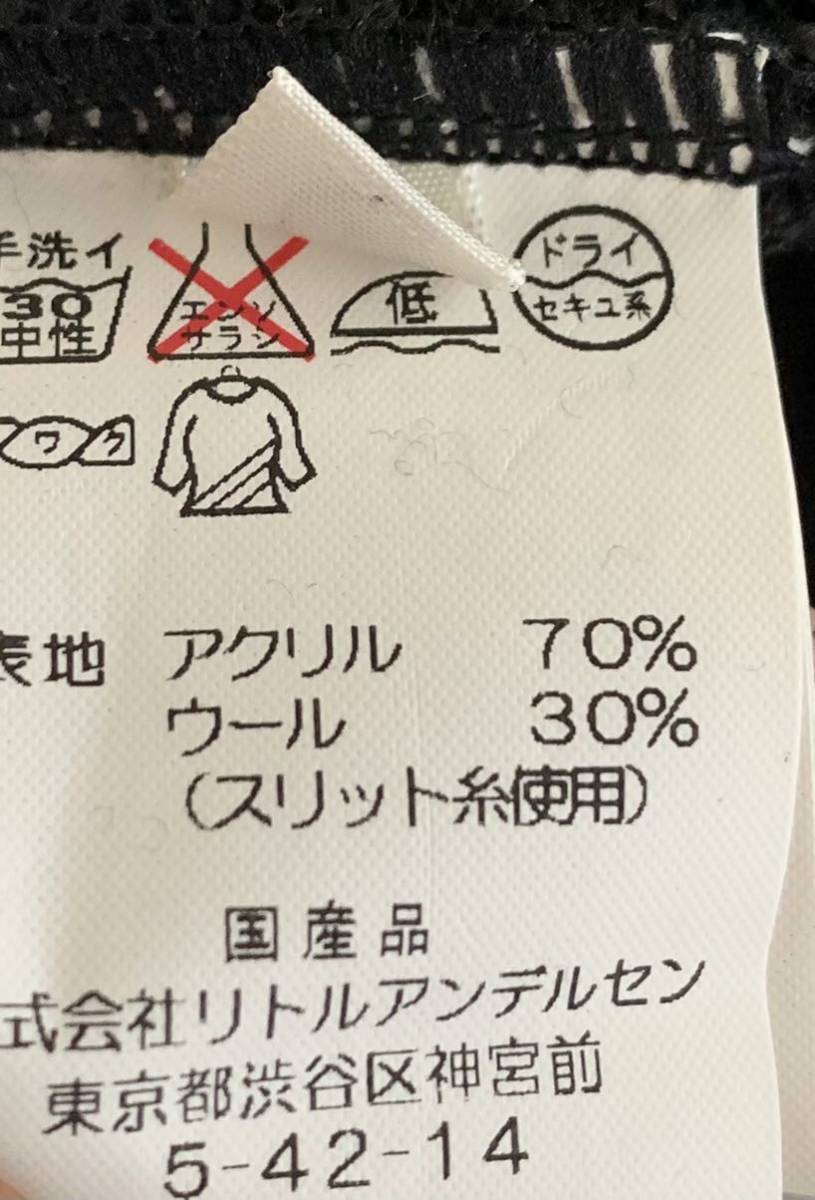 手洗イ
30
中性
エンソ
サラシ
低
ドライ
セキユ系
ヨワク
表地 アクリル 70%
ウール 30%
(スリット糸使用)
国産品
式会社リトルアンデルセン
東京都渋谷区神宮前
5-42-14